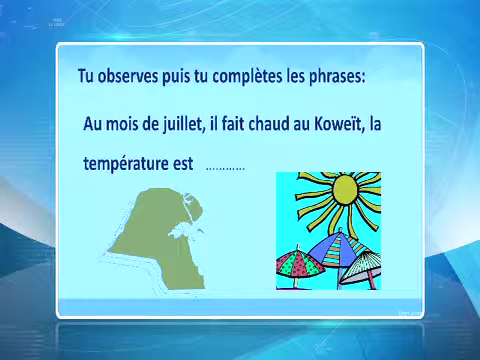 Tu observes puis tu complètes les phrases:
Au mois de juillet, il fait chaud au Koweït, la
température est ............